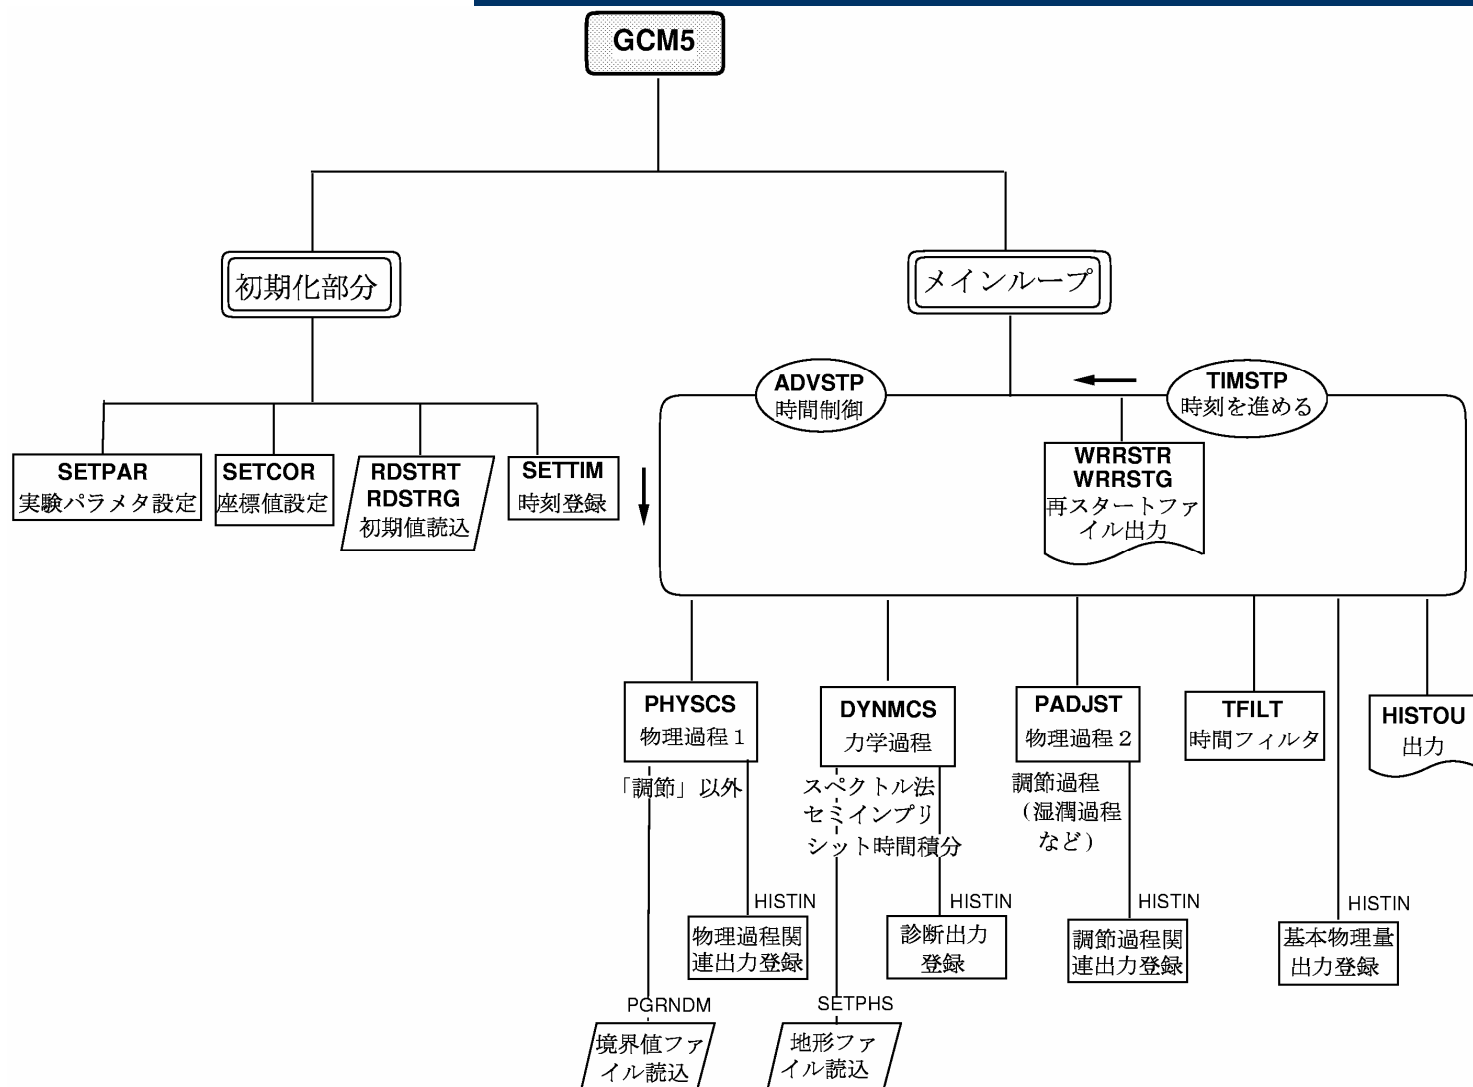 GCM5
初期化部分
メインループ
ADVSTP
時間制御
TIMSTP
時刻を進める
SETPAR
実験パラメタ設定
SETCOR
座標値設定
RDSTRT
RDSTRG
初期値読込
SETTIM
時刻登録
WRRSTR
WRRSTG
再スタートファ
イル出力
PHYSCS
物理過程1
「調節」以外
DYNMCS
力学過程
スペクトル法
セミインプリ
シット時間積分
PADJST
物理過程2
調節過程
(湿潤過程
など)
TFILT
時間フィルタ
HISTOU
出力
HISTIN
物理過程関
連出力登録
HISTIN
診断出力
登録
HISTIN
調節過程関
連出力登録
HISTIN
基本物理量
出力登録
PGRNDM
境界値ファ
イル読込
SETPHS
地形ファ
イル読込